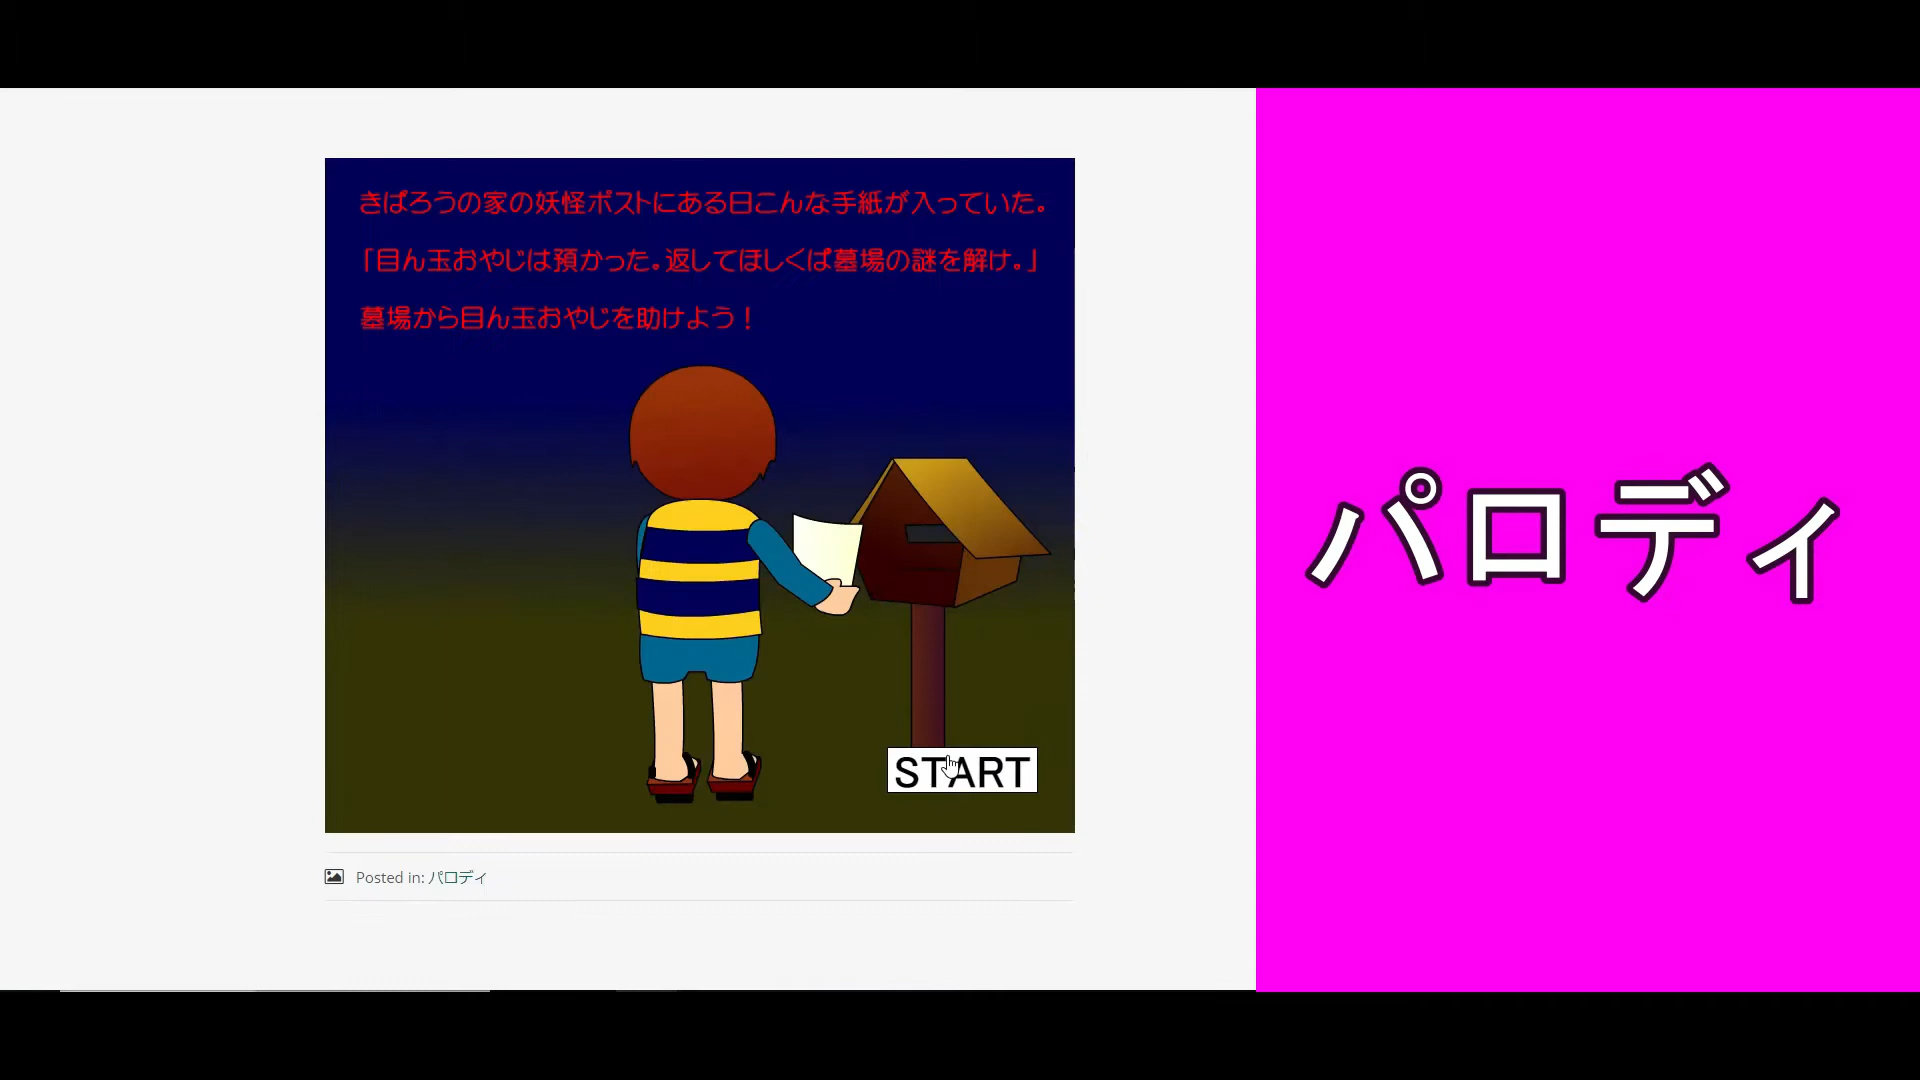 きぱろうの家の妖怪ポストにある日こんな手紙が入っていた。
「目ん玉おやじは預かった。返してほしくば墓場の謎を解け。」
墓場から目ん玉おやじを助けよう！
START
Posted in: パロディ
パロディ